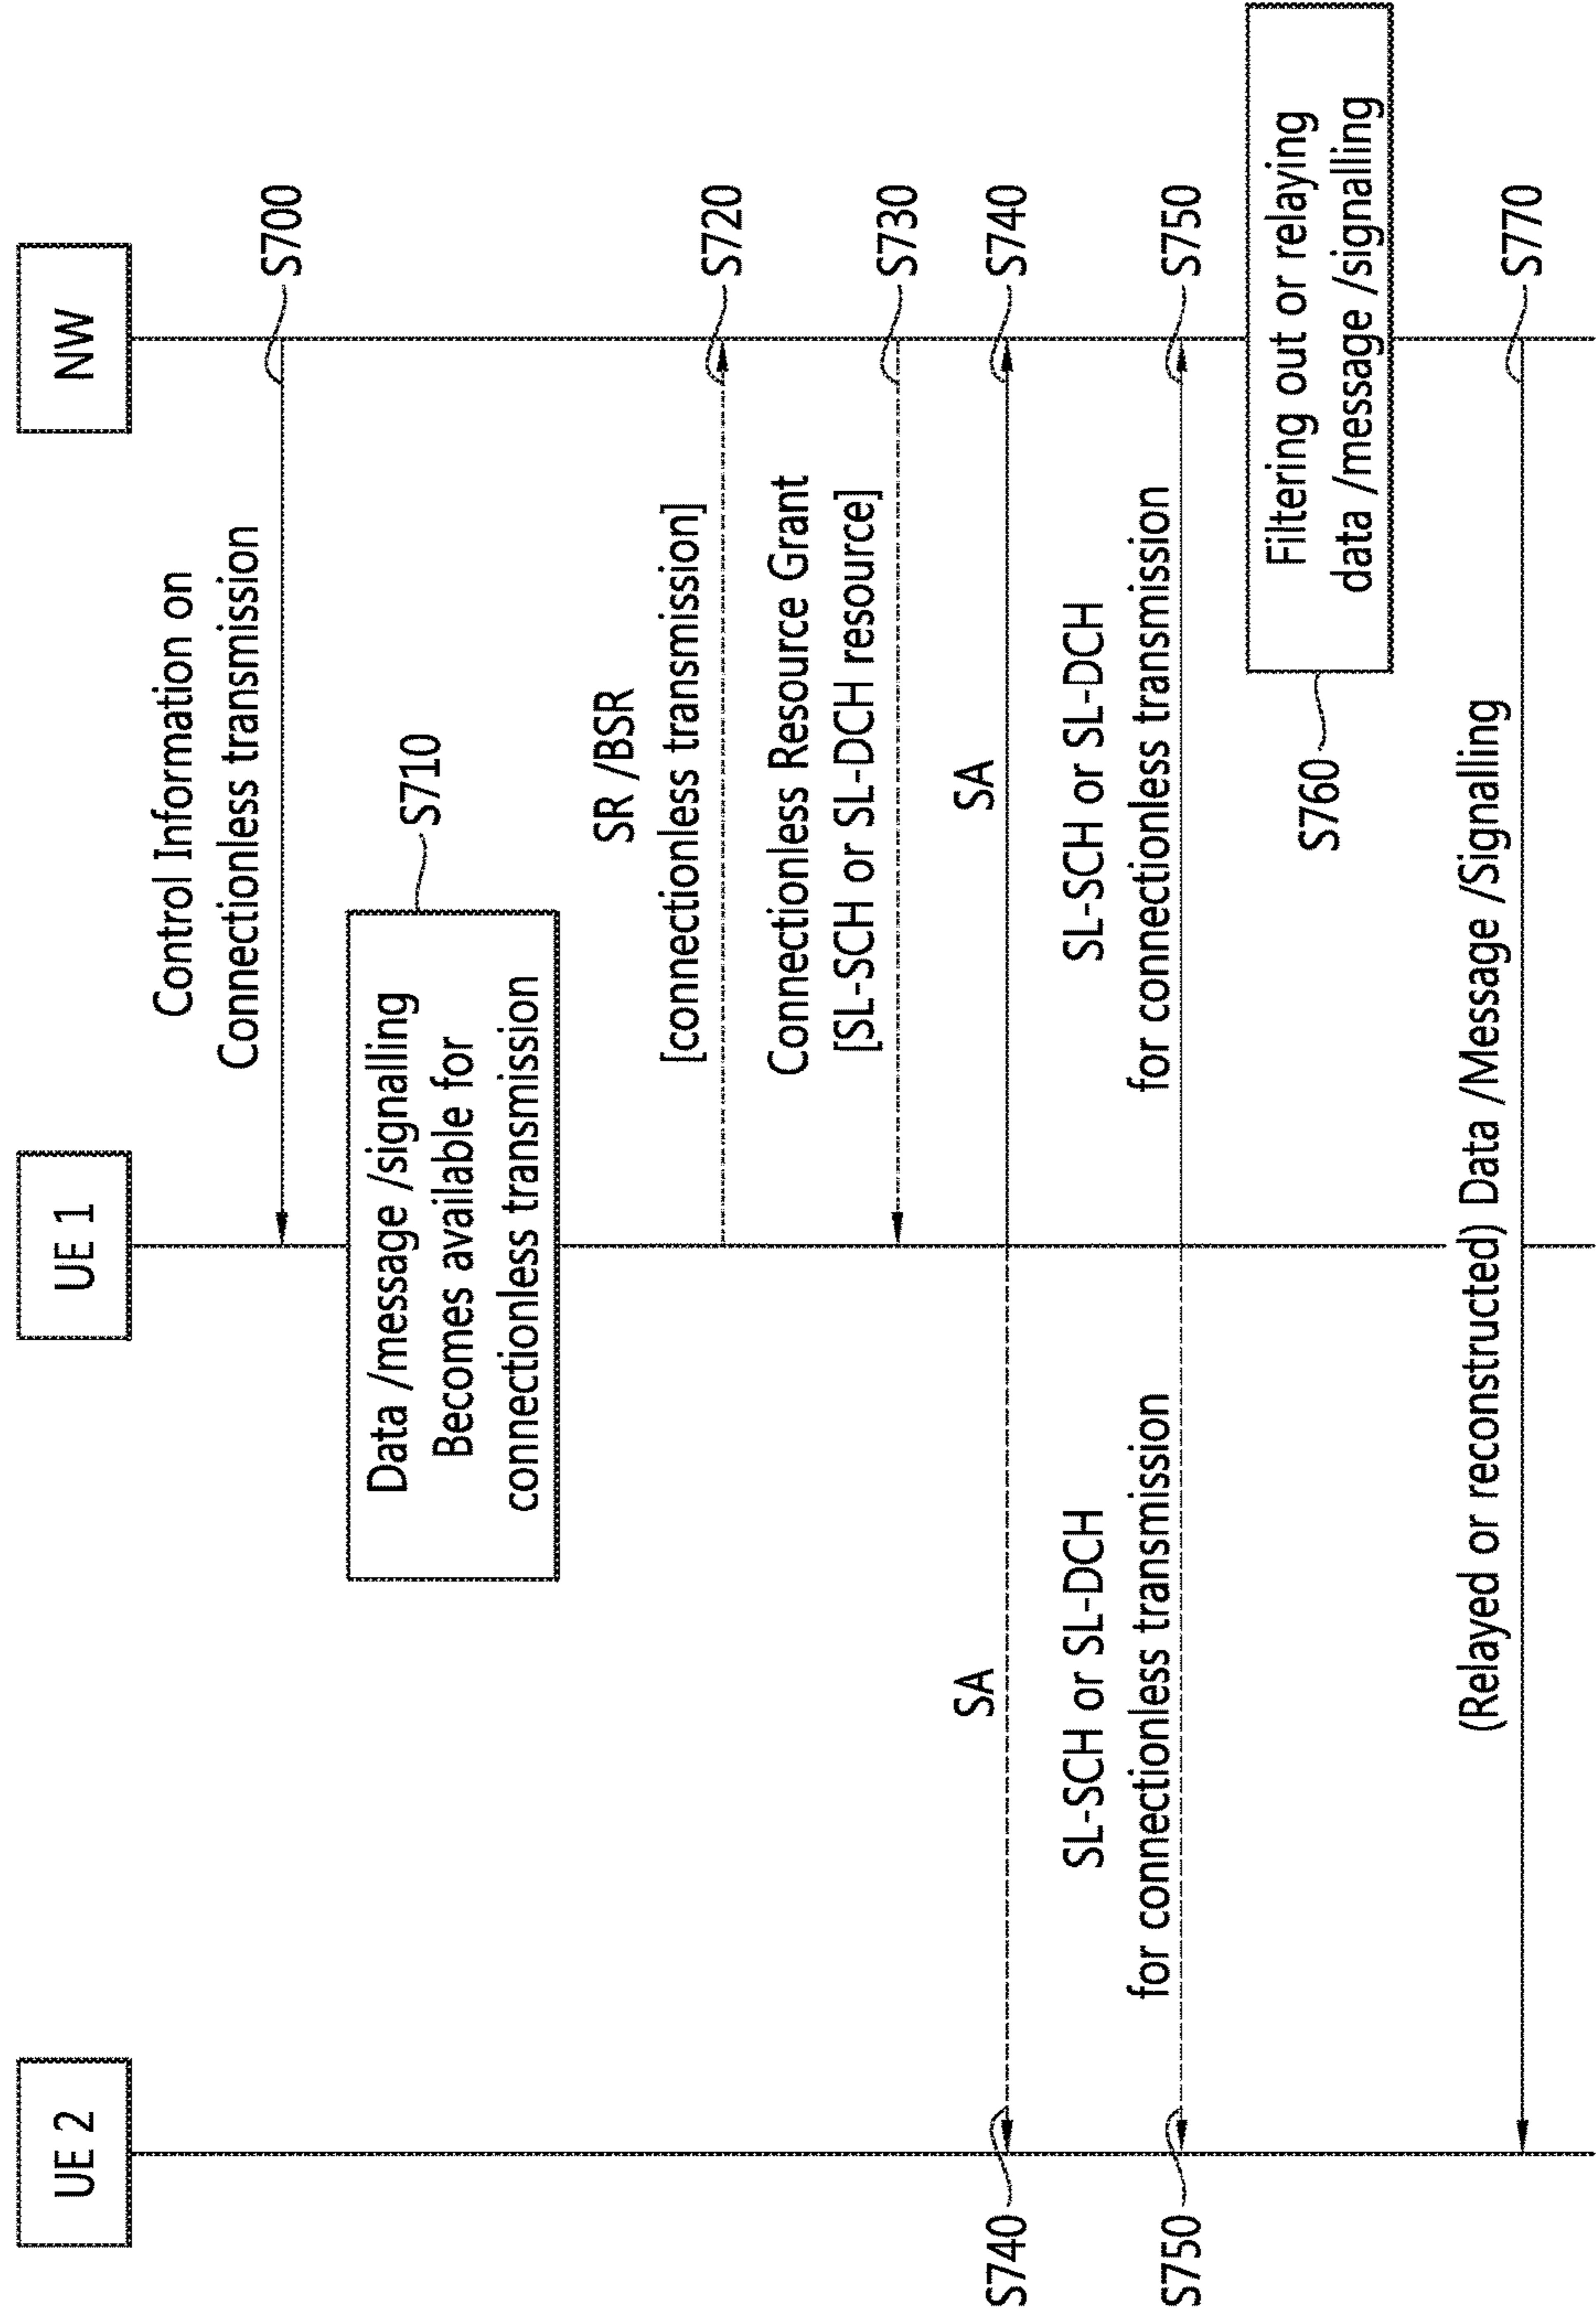 UE 2
UE 1
NW
Control Information on
Connectionless transmission
S700
Data /message /signalling
Becomes available for
connectionless transmission
S710
SR /BSR
[connectionless transmission]
S720
Connectionless Resource Grant
[SL-SCH or SL-DCH resource]
S730
S740
SA
SA
S740
S750
SL-SCH or SL-DCH
for connectionless transmission
SL-SCH or SL-DCH
for connectionless transmission
S750
Filtering out or relaying
data /message /signalling
S760
(Relayed or reconstructed) Data /Message /Signalling
S770